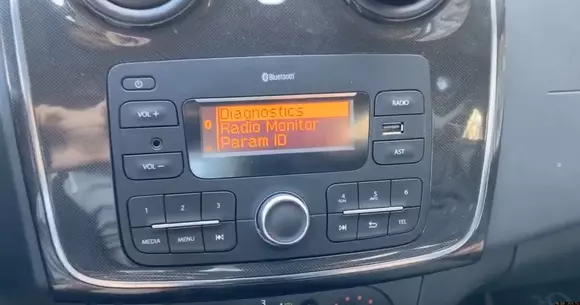 Bluetooth
VOL +
RADIO
Diagnostics
Radio Monitor
Param ID
VOL –
AST
1 2 3
4 5 6
MEDIA MENU
TEL
3